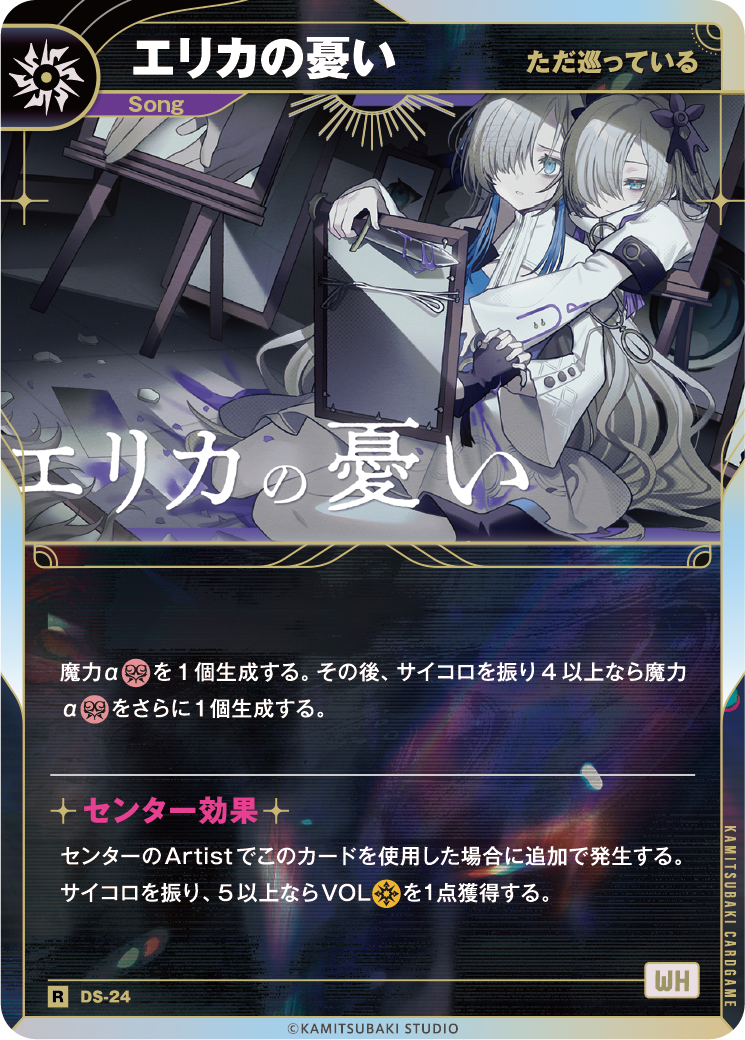 エリカの憂い
ただ巡っている
Song
エリカの憂い
魔力αを1個生成する。その後、サイコロを振り4以上なら魔力
αをさらに1個生成する。
センター効果
センターのArtistでこのカードを使用した場合に追加で発生する。
サイコロを振り、5以上ならVOLを1点獲得する。
KAMITSUBAKI CARDGAME
WH
R DS-24
©KAMITSUBAKI STUDIO